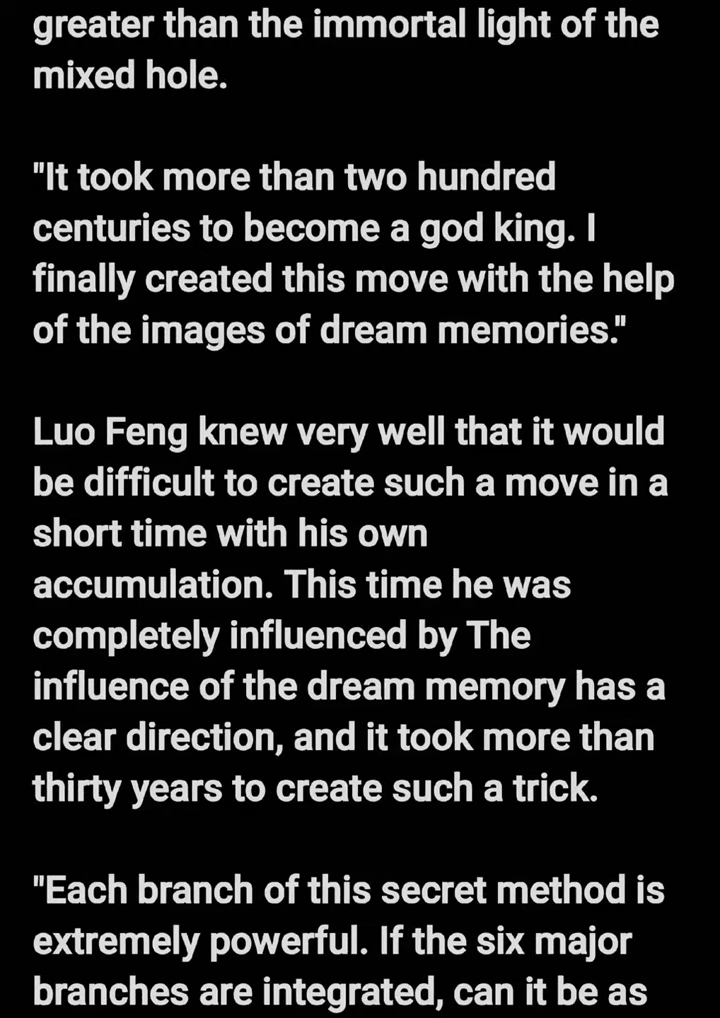 greater than the immortal light of the
mixed hole.
"It took more than two hundred
centuries to become a god king. I
finally created this move with the help
of the images of dream memories."
Luo Feng knew very well that it would
be difficult to create such a move in a
short time with his own
accumulation. This time he was
completely influenced by The
influence of the dream memory has a
clear direction, and it took more than
thirty years to create such a trick.
"Each branch of this secret method is
extremely powerful. If the six major
branches are integrated, can it be as